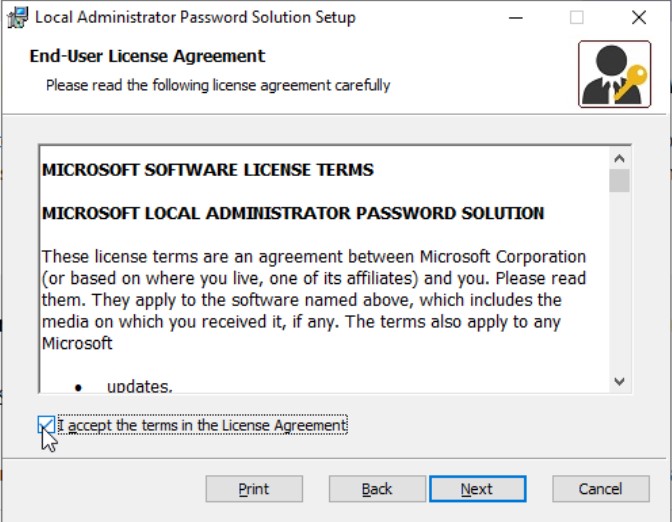 Local Administrator Password Solution Setup
End-User License Agreement
Please read the following license agreement carefully
MICROSOFT SOFTWARE LICENSE TERMS
MICROSOFT LOCAL ADMINISTRATOR PASSWORD SOLUTION
These license terms are an agreement between Microsoft Corporation
(or based on where you live, one of its affiliates) and you. Please read
them. They apply to the software named above, which includes the
media on which you received it, if any. The terms also apply to any
Microsoft
• updates,
I accept the terms in the License Agreement
Print Back Next Cancel